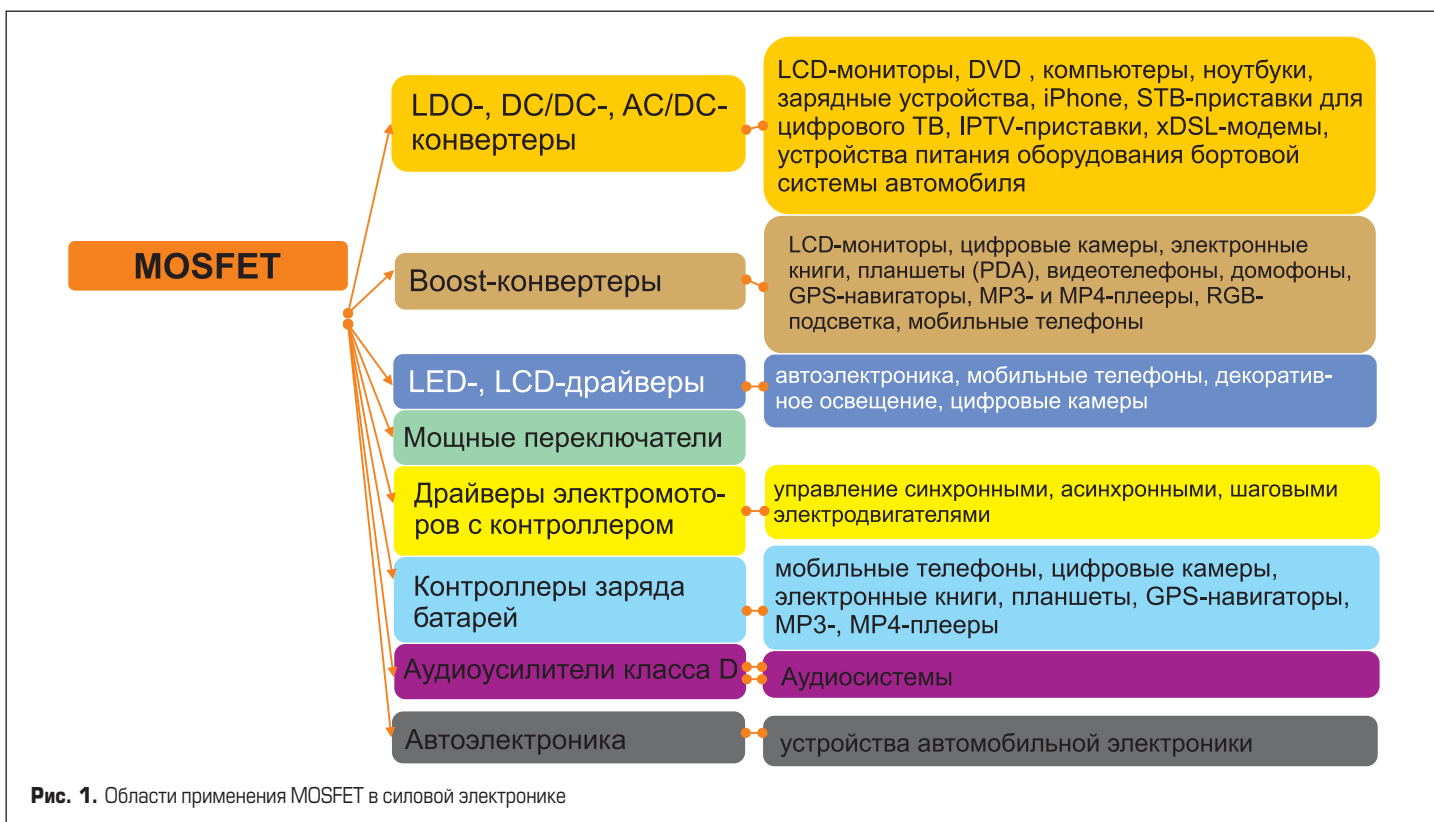 MOSFET
LDO-, DC/DC-, AC/DC-
конвертеры
LCD-мониторы, DVD , компьютеры, ноутбуки,
зарядные устройства, iPhone, STB-приставки для
цифрового ТВ, IPTV-приставки, xDSL-модемы,
устройства питания оборудования бортовой
системы автомобиля
Boost-конвертеры
LCD-мониторы, цифровые камеры, электронные
книги, планшеты (PDA), видеотелефоны, домофоны,
GPS-навигаторы, MP3- и MP4-плееры, RGB-
подсветка, мобильные телефоны
LED-, LCD-драйверы
автоэлектроника, мобильные телефоны, декоратив-
ное освещение, цифровые камеры
Мощные переключатели
Драйверы электромото-
ров с контроллером
управление синхронными, асинхронными, шаговыми
электродвигателями
Контроллеры заряда
батарей
мобильные телефоны, цифровые камеры,
электронные книги, планшеты, GPS-навигаторы,
MP3-, MP4-плееры
Аудиоусилители класса D
Аудиосистемы
Автоэлектроника
устройства автомобильной электроники
Рис. 1. Области применения MOSFET в силовой электронике